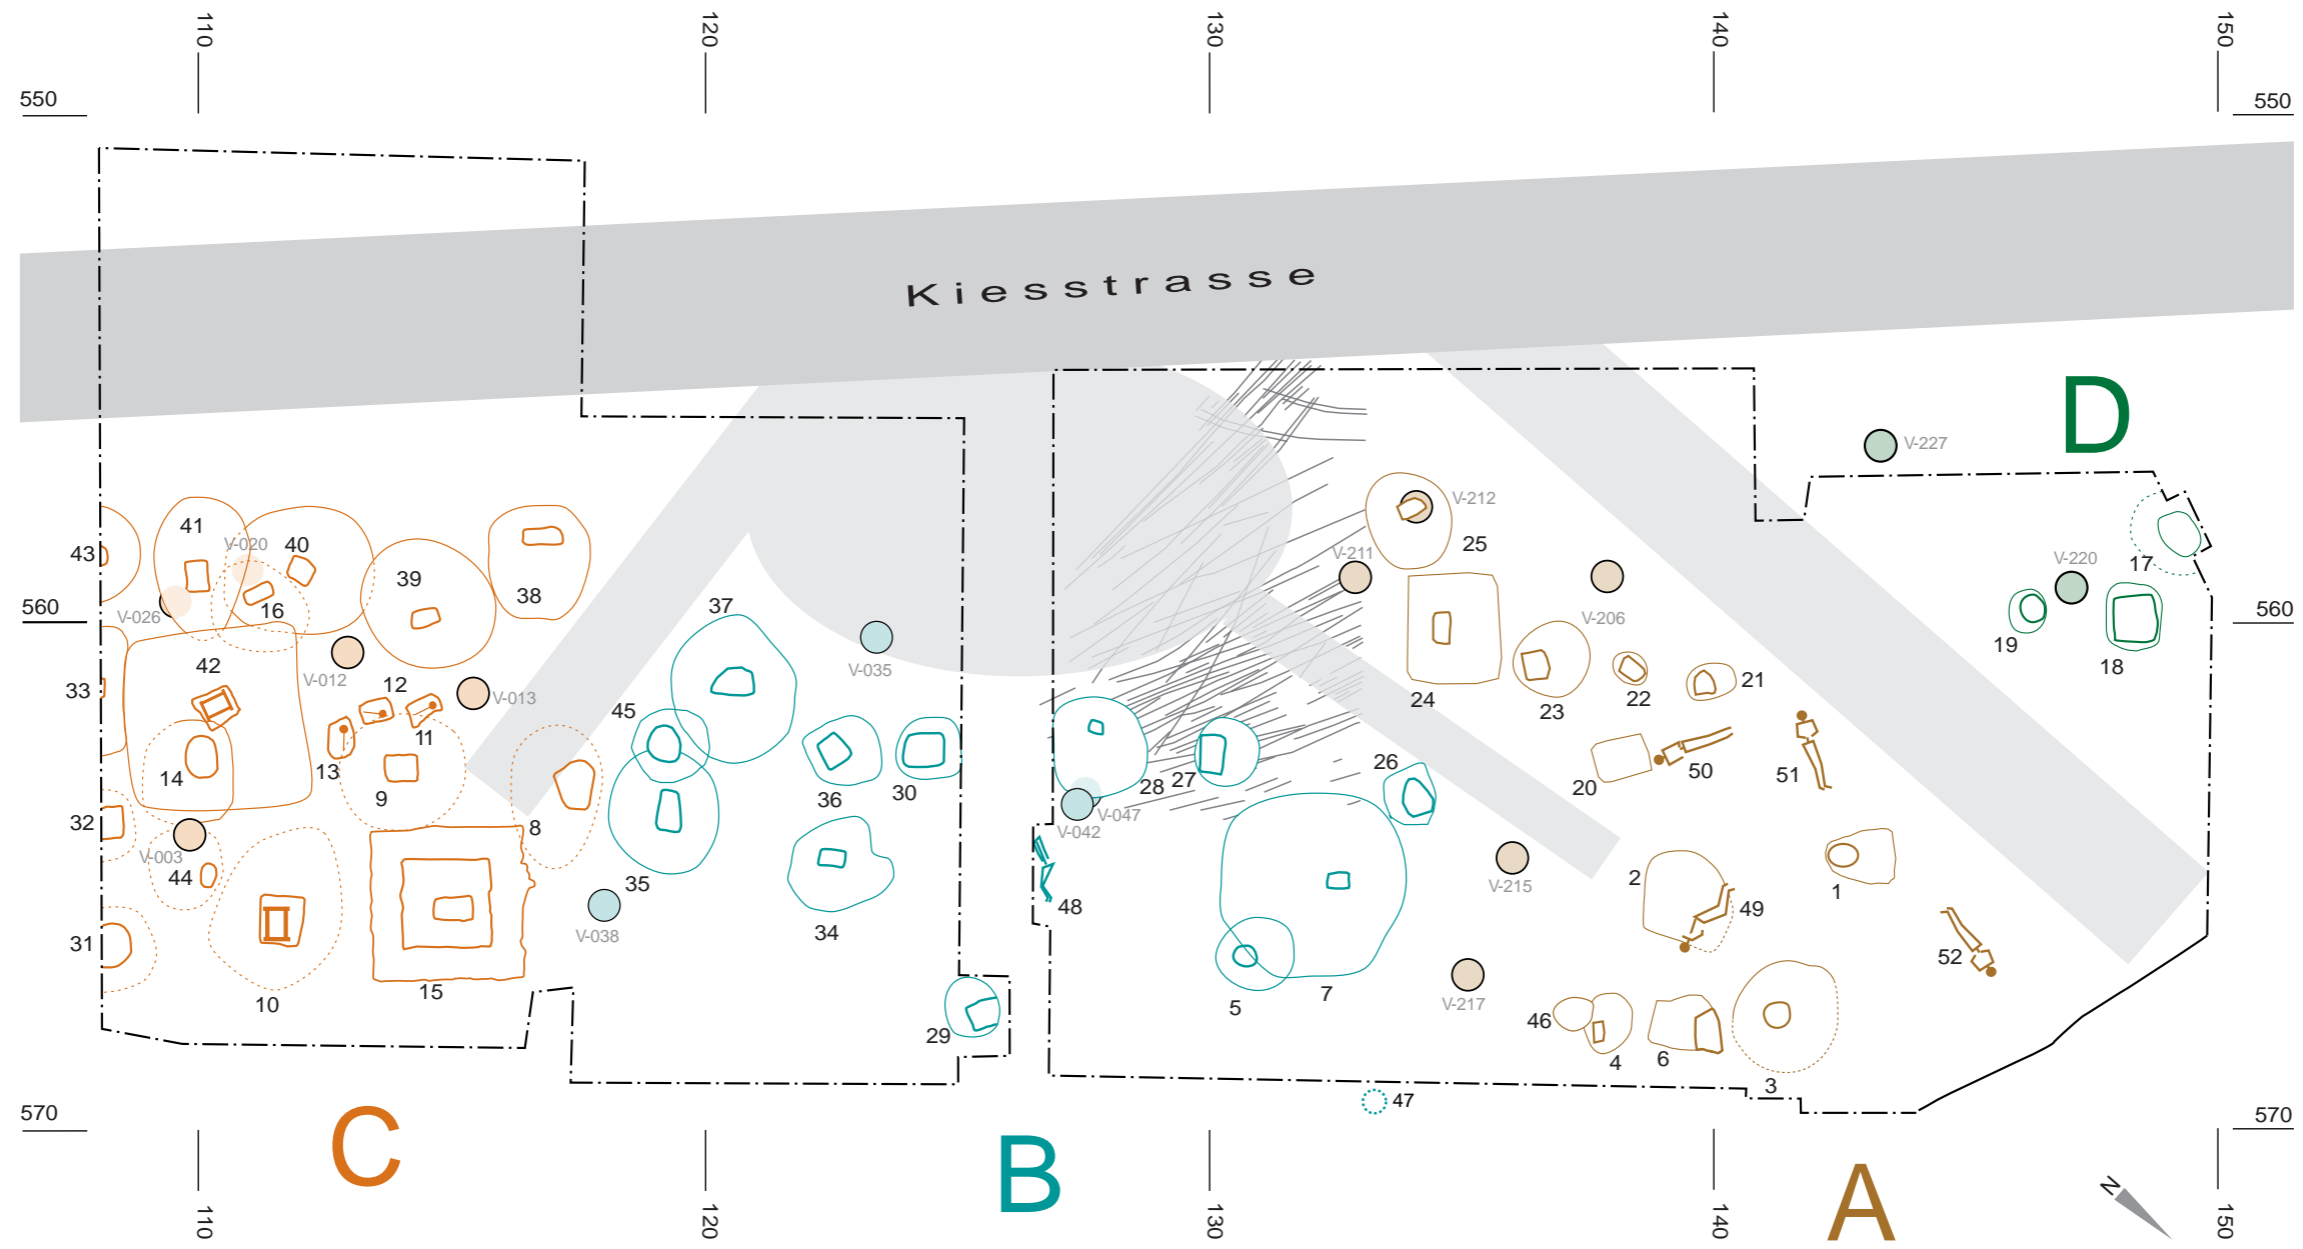 110 120 130 140 150
550 550
Kiesstrasse
D
V-227
41 V-020 40
43
V-026 16
39
38
560 560
37
V-212
25
V-211
V-206
V-220 17
19 18
42
33
V-012 12
V-013
11
13
14
9
45
V-035
36 30
24 23 22 21
28 27 26
V-047
V-042
20 50 51
32
V-003
44
8
35
34
48
V-038
V-215
2 49
1
52
31
10 15
29
5 7
V-217
46 4 6 3
47
570 570
C B A
N
110 120 130 140 150